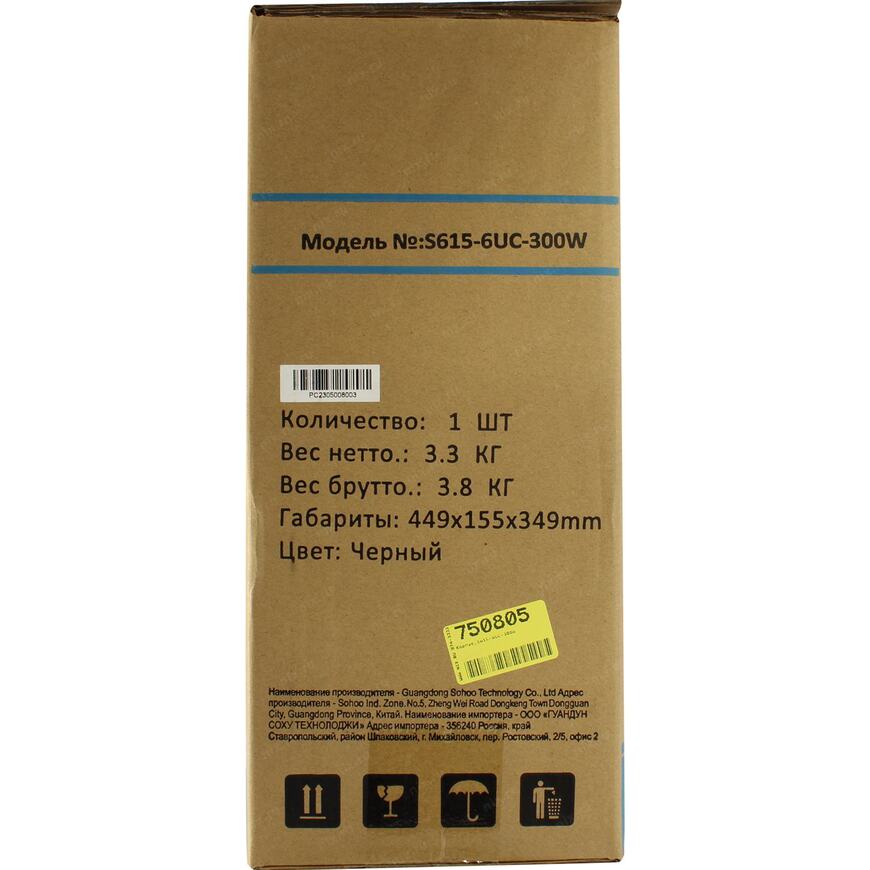 Модель №:S615-6UC-300W
PC2305008003
Количество: 1 ШТ
Вес нетто.: 3.3 КГ
Вес брутто.: 3.8 КГ
Габариты: 449x155x349mm
Цвет: Черный
750805
Наименование производителя - Guangdong Sohoo Technology Co., Ltd Адрес
производителя - Sohoo Ind. Zone. No.5, Zheng Wei Road Dongkeng Town Dongguan
City, Guangdong Province, Китай. Наименование импортера - ООО «ГУАНДУН
СОХУ ТЕХНОЛОДЖИ» Адрес импортера - 356240 Россия, край
Ставропольский, район Шпаковский, г. Михайловск, пер. Ростовский, 2/5, офис 2